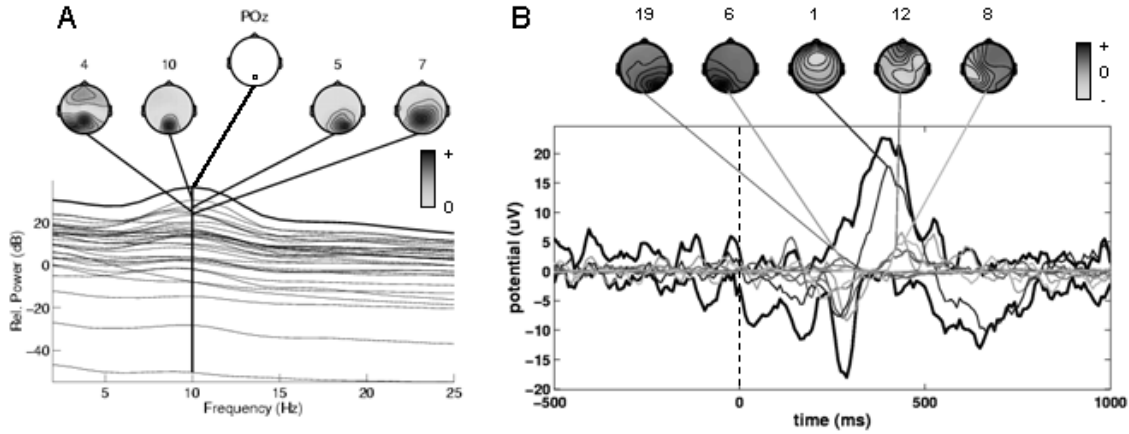 A
POz
4 10 5 7
+
0
Rel. Power (dB)
20
0
−20
−40
5 10 15 20 25
Frequency (Hz)
B
19 6 1 12 8
+
0
-
potential (uV)
20
15
10
5
0
−5
−10
−15
−20
−500 0 500 1000
time (ms)